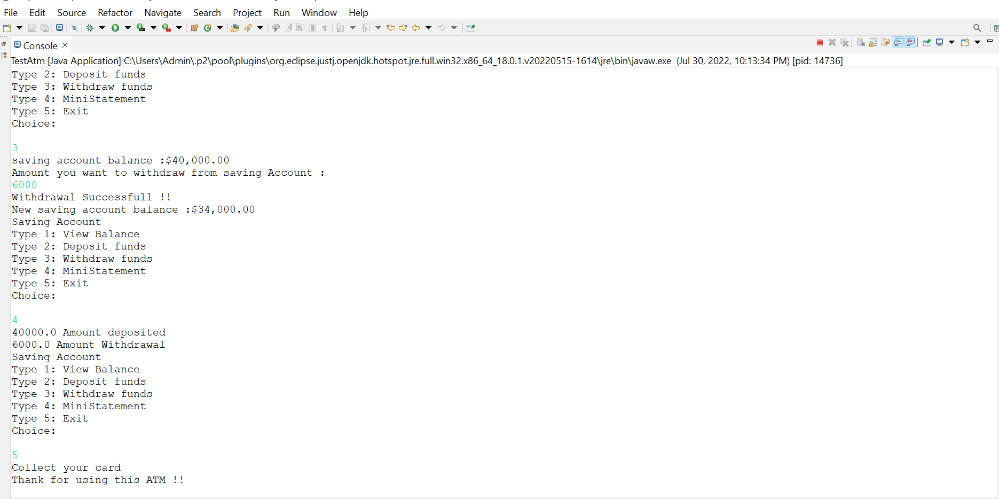 File Edit Source Refactor Navigate Search Project Run Window Help
Console
TestAtm [Java Application] C:\Users\Admin\.p2\pool\plugins\org.eclipse.justj.openjdk.hotspot.jre.full.win32.x86_64_18.0.1.v20220515-1614\jre\bin\javaw.exe (Jul 30, 2022, 10:13:34 PM) [pid: 14736]
Type 2: Deposit funds
Type 3: Withdraw funds
Type 4: MiniStatement
Type 5: Exit
Choice:
3
saving account balance :$40,000.00
Amount you want to withdraw from saving Account :
6000
Withdrawal Successfull !!
New saving account balance :$34,000.00
Saving Account
Type 1: View Balance
Type 2: Deposit funds
Type 3: Withdraw funds
Type 4: MiniStatement
Type 5: Exit
Choice:
4
40000.0 Amount deposited
6000.0 Amount Withdrawal
Saving Account
Type 1: View Balance
Type 2: Deposit funds
Type 3: Withdraw funds
Type 4: MiniStatement
Type 5: Exit
Choice:
5
Collect your card
Thank for using this ATM !!